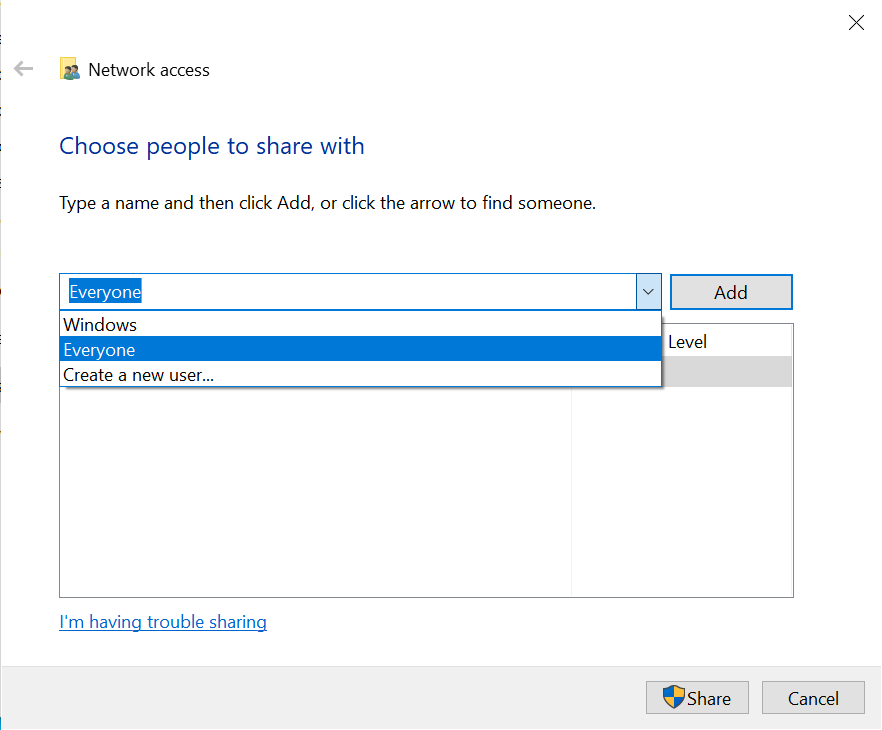 Network access
Choose people to share with
Type a name and then click Add, or click the arrow to find someone.
Everyone
Add
Windows
Everyone
Create a new user...
Level
I'm having trouble sharing
Share
Cancel